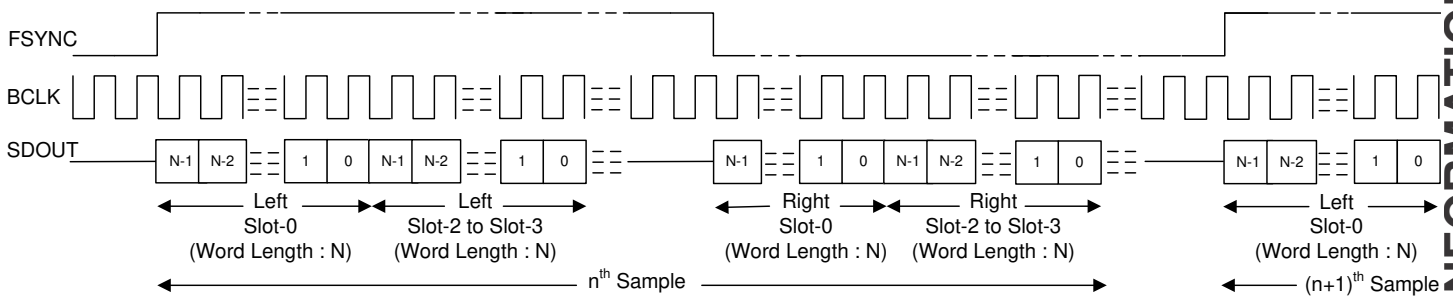 FSYNC
BCLK
SDOUT N-1 N-2 1 0 N-1 N-2 1 0 N-1 1 0 N-1 N-2 1 0 N-1 N-2 1 0
Left Left Right Right Left
Slot-0 Slot-2 to Slot-3 Slot-0 Slot-2 to Slot-3 Slot-0
(Word Length : N) (Word Length : N) (Word Length : N) (Word Length : N) (Word Length : N)
nth Sample (n+1)th Sample